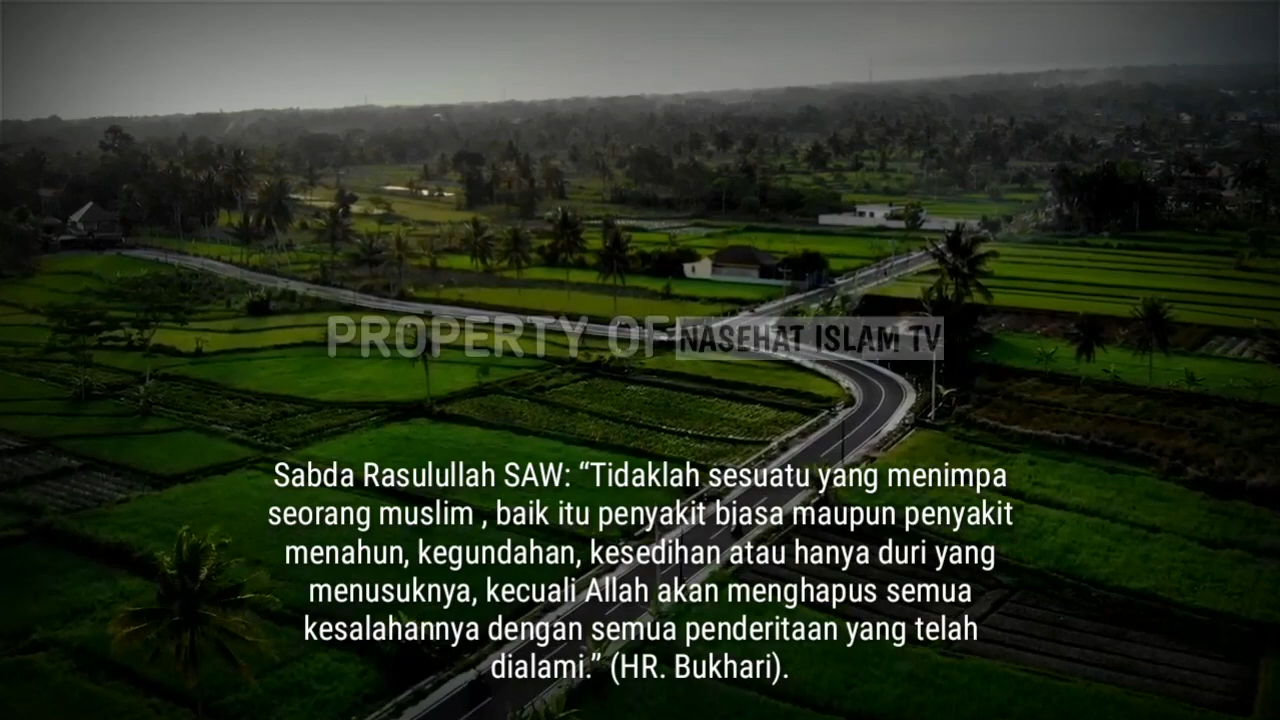 PROPERTY OF NASEHAT ISLAM TV
Sabda Rasulullah SAW: “Tidaklah sesuatu yang menimpa
seorang muslim , baik itu penyakit biasa maupun penyakit
menahun, kegundahan, kesedihan atau hanya duri yang
menusuknya, kecuali Allah akan menghapus semua
kesalahannya dengan semua penderitaan yang telah
dialami.” (HR. Bukhari).